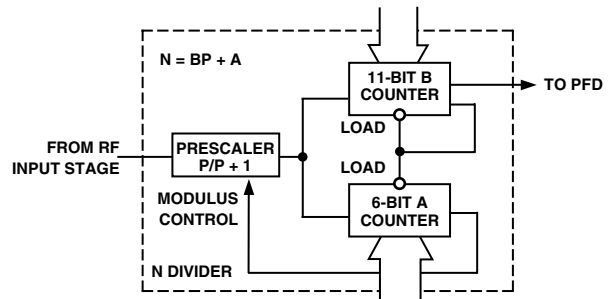 N = BP + A
11-BIT B
COUNTER
TO PFD
LOAD
FROM RF
INPUT STAGE
PRESCALER
P/P + 1
LOAD
MODULUS
CONTROL
6-BIT A
COUNTER
N DIVIDER